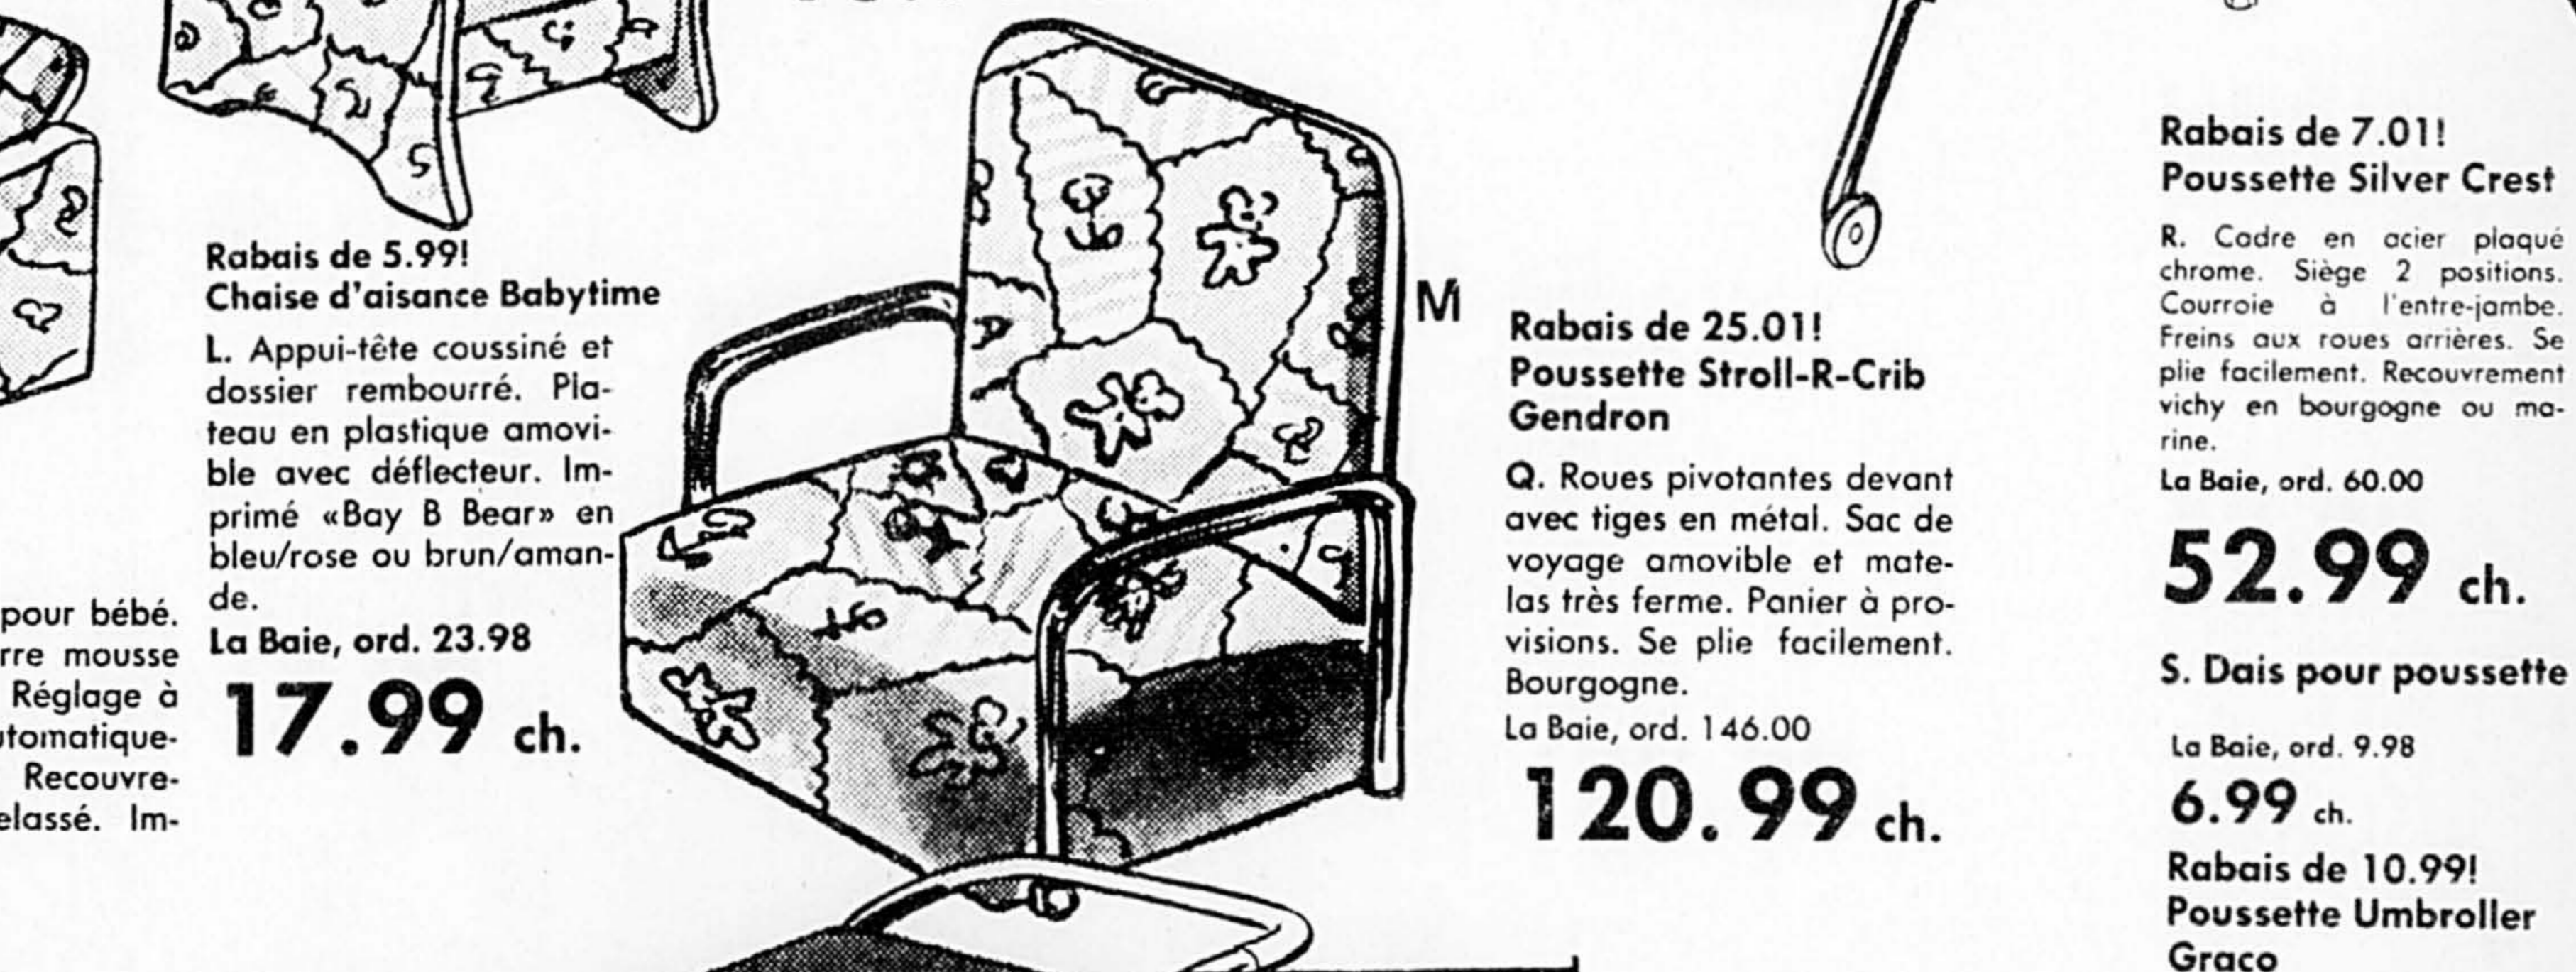 pour bébé.
mousse
Réglage à
Recouvre-
Im-
Rabais de 5.99!
Chaise d'aisance Babytime
L. Appui-tête coussiné et
dossier rembourré. Pla-
teau en plastique amovi-
ble avec déflecteur. Im-
primé «Bay B Bear» en
bleu/rose ou brun/aman-
de.
La Baie, ord. 23.98
17.99 ch.
M
Rabais de 25.01!
Poussette Stroll-R-Crib
Gendron
Q. Roues pivotantes devant
avec tiges en métal. Sac de
voyage amovible et mate-
las très ferme. Panier à pro-
visions. Se plie facilement.
Bourgogne.
La Baie, ord. 146.00
120.99 ch.
Rabais de 7.01!
Poussette Silver Crest
R. Cadre en acier plaqué
chrome. Siège 2 positions.
Courroie à l'entre-jambe.
Freins aux roues arrières. Se
plie facilement. Recouvrement
vichy en bourgogne ou ma-
rine.
La Baie, ord. 60.00
52.99 ch.
S. Dais pour poussette
La Baie, ord. 9.98
6.99 ch.
Rabais de 10.99!
Poussette Umbroller
Graco